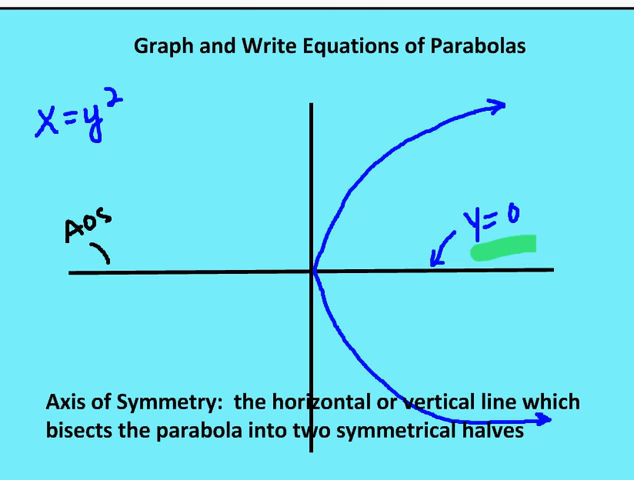 Graph and Write Equations of Parabolas
x = y²
AOS
y = 0
Axis of Symmetry: the horizontal or vertical line which
bisects the parabola into two symmetrical halves